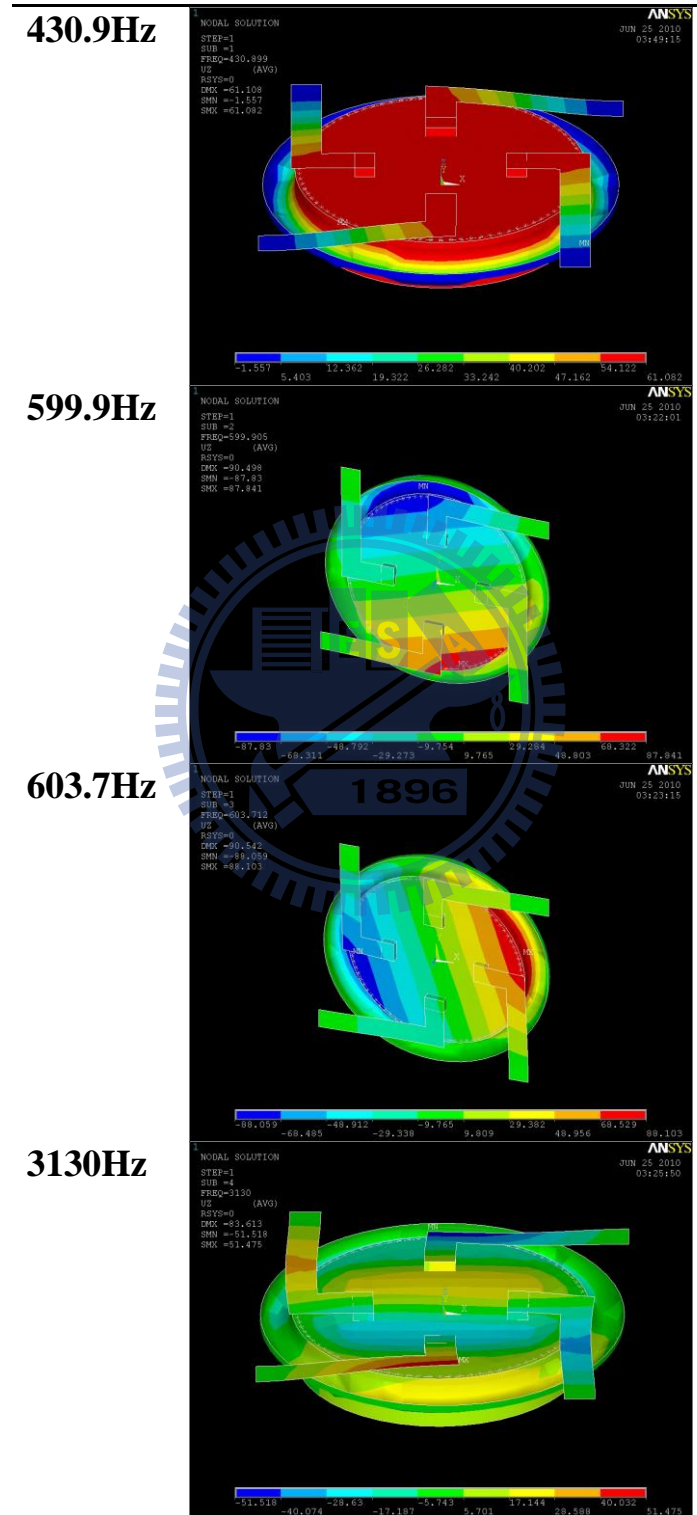 430.9Hz
1
NODAL SOLUTION
STEP=1
SUB =1
FREQ=430.899
UZ (AVG)
RSYS=0
DMX =61.108
SMN =-1.557
SMX =61.082
ANSYS
JUN 25 2010
03:49:15
X
MX
MN
-1.557 12.362 26.282 40.202 54.122
5.403 19.322 33.242 47.162 61.082
599.9Hz
1
NODAL SOLUTION
STEP=1
SUB =2
FREQ=599.905
UZ (AVG)
RSYS=0
DMX =90.498
SMN =-87.83
SMX =87.841
ANSYS
JUN 25 2010
03:22:01
MN
X
S A
MX
-87.83 -48.792 -9.754 29.284 68.322
-68.311 -29.273 9.765 48.803 87.841
603.7Hz
1
NODAL SOLUTION
STEP=1
SUB =3
FREQ=603.712
UZ (AVG)
RSYS=0
DMX =90.542
SMN =-88.059
SMX =88.103
ANSYS
JUN 25 2010
03:23:15
1896
MN
X
MX
-88.059 -48.912 -9.765 29.382 68.529
-68.485 -29.338 9.809 48.956 88.103
3130Hz
1
NODAL SOLUTION
STEP=1
SUB =4
FREQ=3130
UZ (AVG)
RSYS=0
DMX =83.613
SMN =-51.518
SMX =51.475
ANSYS
JUN 25 2010
03:25:50
MN
X
MX
-51.518 -28.63 -5.743 17.144 40.032
-40.074 -17.187 5.701 28.588 51.475